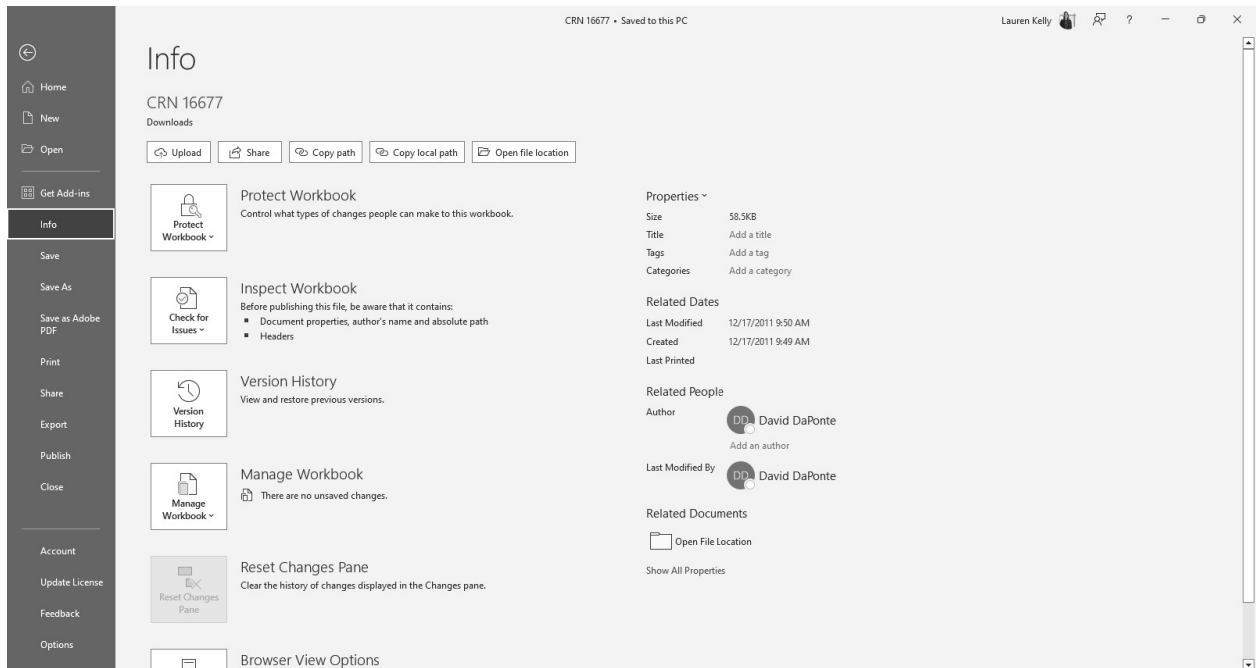 CRN 16677 • Saved to this PC
Lauren Kelly
?
Info
Home
New
Open
Get Add-ins
Info
Save
Save As
Save as Adobe
PDF
Print
Share
Export
Publish
Close
Account
Update License
Feedback
Options
CRN 16677
Downloads
Upload
Share
Copy path
Copy local path
Open file location
Protect
Workbook
Protect Workbook
Control what types of changes people can make to this workbook.
Check for
Issues
Inspect Workbook
Before publishing this file, be aware that it contains:
▪ Document properties, author's name and absolute path
▪ Headers
Version
History
Version History
View and restore previous versions.
Manage
Workbook
Manage Workbook
There are no unsaved changes.
Reset Changes
Pane
Reset Changes Pane
Clear the history of changes displayed in the Changes pane.
Browser View Options
Properties
Size 58.5KB
Title Add a title
Tags Add a tag
Categories Add a category
Related Dates
Last Modified 12/17/2011 9:50 AM
Created 12/17/2011 9:49 AM
Last Printed
Related People
Author DD David DaPonte
Add an author
Last Modified By DD David DaPonte
Related Documents
Open File Location
Show All Properties